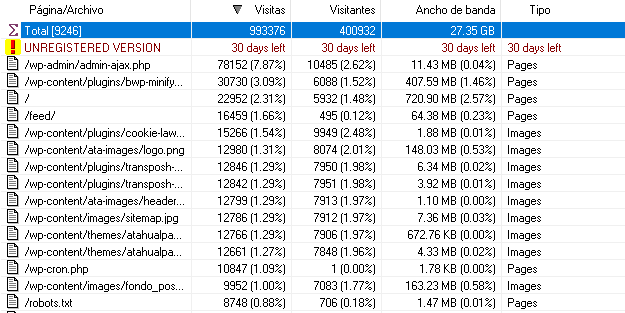 Página/Archivo Visitas Visitantes Ancho de banda Tipo
Total [9246] 993376 400932 27.35 GB
UNREGISTERED VERSION 30 days left 30 days left 30 days left 30 days left
/wp-admin/admin-ajax.php 78152 (7.87%) 10485 (2.62%) 11.43 MB (0.04%) Pages
/wp-content/plugins/bwp-minify... 30730 (3.09%) 6088 (1.52%) 407.59 MB (1.46%) Pages
/ 22952 (2.31%) 5932 (1.48%) 720.90 MB (2.57%) Pages
/feed/ 16459 (1.66%) 495 (0.12%) 64.38 MB (0.23%) Pages
/wp-content/plugins/cookie-law... 15266 (1.54%) 9949 (2.48%) 1.88 MB (0.01%) Images
/wp-content/ata-images/logo.png 12980 (1.31%) 8074 (2.01%) 148.03 MB (0.53%) Images
/wp-content/plugins/transposh-... 12846 (1.29%) 7950 (1.98%) 6.34 MB (0.02%) Images
/wp-content/plugins/transposh-... 12842 (1.29%) 7951 (1.98%) 3.92 MB (0.01%) Images
/wp-content/ata-images/header... 12799 (1.29%) 7913 (1.97%) 1.10 MB (0.00%) Images
/wp-content/images/sitemap.jpg 12786 (1.29%) 7912 (1.97%) 7.36 MB (0.03%) Images
/wp-content/themes/atahualpa... 12766 (1.29%) 7906 (1.97%) 672.76 KB (0.00%) Images
/wp-content/themes/atahualpa... 12661 (1.27%) 7848 (1.96%) 4.33 MB (0.02%) Images
/wp-cron.php 10847 (1.09%) 1 (0.00%) 1.78 KB (0.00%) Pages
/wp-content/images/fondo_pos... 9952 (1.00%) 7083 (1.77%) 163.23 MB (0.58%) Images
/robots.txt 8748 (0.88%) 706 (0.18%) 1.47 MB (0.01%) Pages